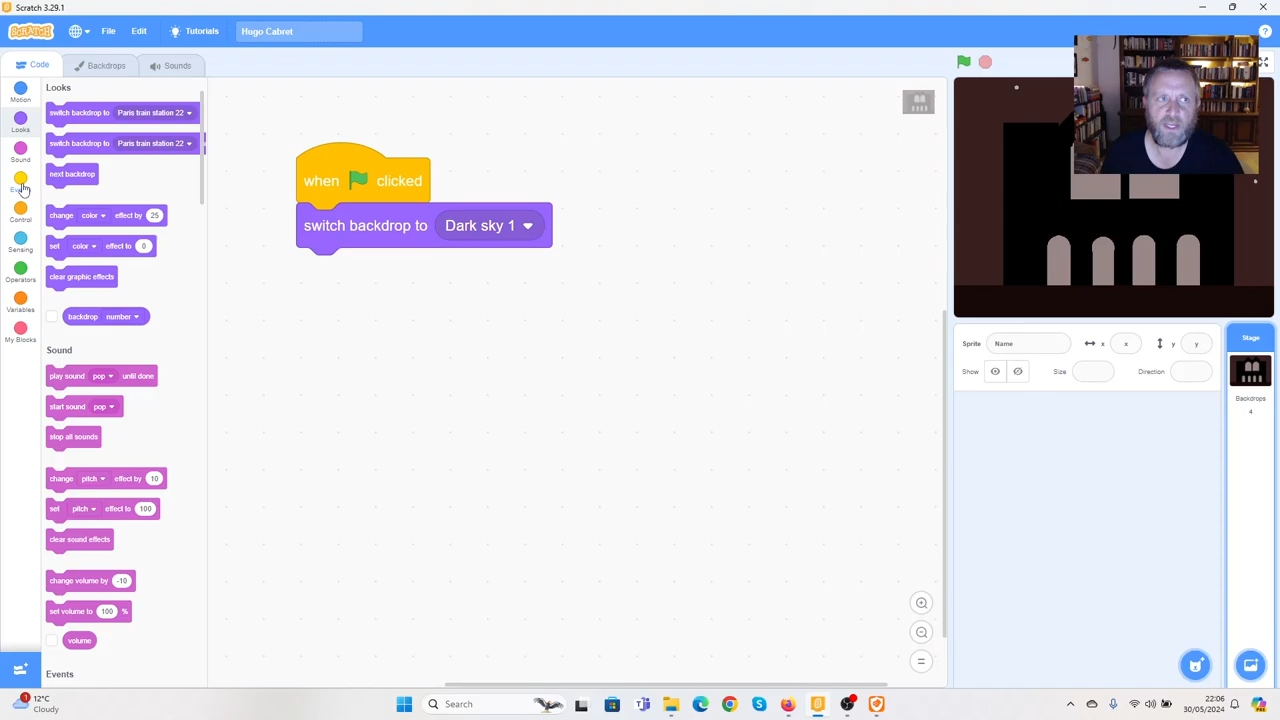 Scratch 3.29.1
SCRATCH
File
Edit
Tutorials
Hugo Cabret
Code
Backdrops
Sounds
Motion
Looks
Sound
Control
Sensing
Operators
Variables
My Blocks
Looks
switch backdrop to Paris train station 22
switch backdrop to Paris train station 22
next backdrop
change color effect by 25
set color effect to 0
clear graphic effects
backdrop number
Sound
play sound pop until done
start sound pop
stop all sounds
change pitch effect by 10
set pitch effect to 100
clear sound effects
change volume by -10
set volume to 100 %
volume
Events
when clicked
switch backdrop to Dark sky 1
Sprite
Name
x
x
y
y
Show
Size
Direction
Stage
Backdrops
4
1
12°C
Cloudy
Search
22:06
30/05/2024